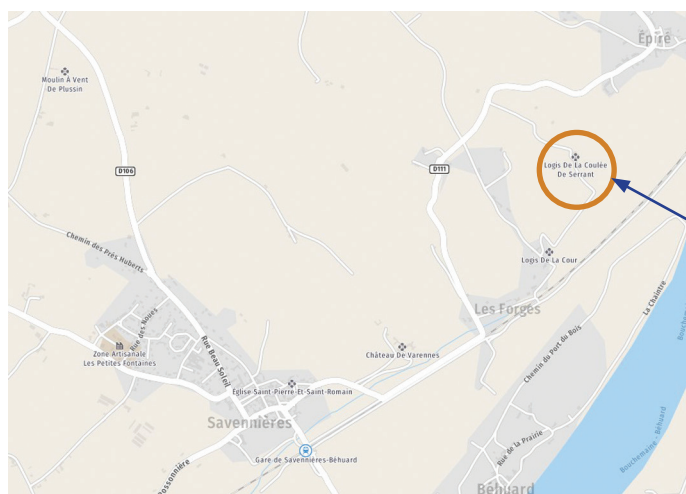 Épiré
Moulin À Vent
De Plussin
Logis De La Coulée
De Serrant
D106
D111
Chemin des Prés Huberts
Logis De La Cour
La Chaintre
Les Forges
Rue des Noues
Rue Beau Soleil
Zone Artisanale
Les Petites Fontaines
Château De Varennes
Chemin du Port du Bois
Église Saint-Pierre-Et-Saint-Romain
Savennières
Rue de la Prairie
Gare de Savennières-Béhuard
Bouchemaine - Béhuard
Béhuard